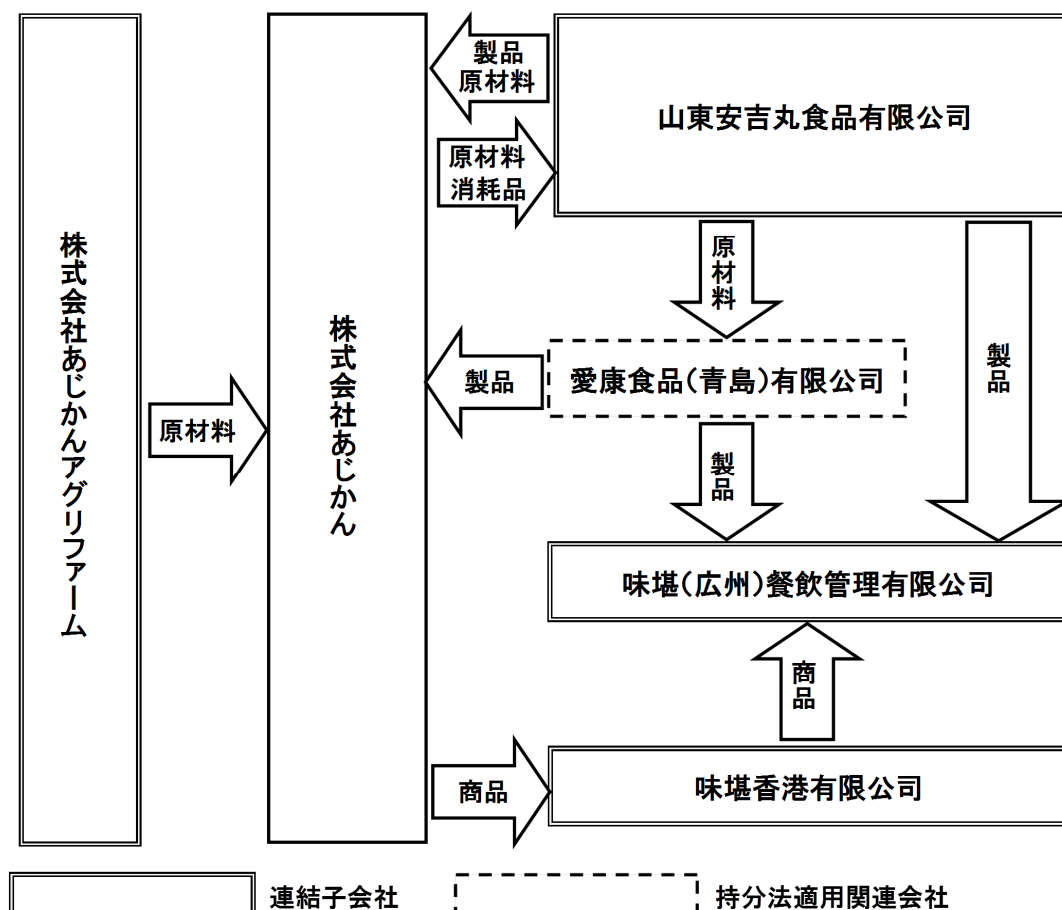 株式会社あじかんアグリファーム
原材料
株式会社あじかん
製品
原材料
原材料
消耗品
山東安吉丸食品有限公司
原材料
製品
製品
愛康食品(青島)有限公司
製品
味堪(広州)餐飲管理有限公司
商品
商品
味堪香港有限公司
連結子会社
持分法適用関連会社